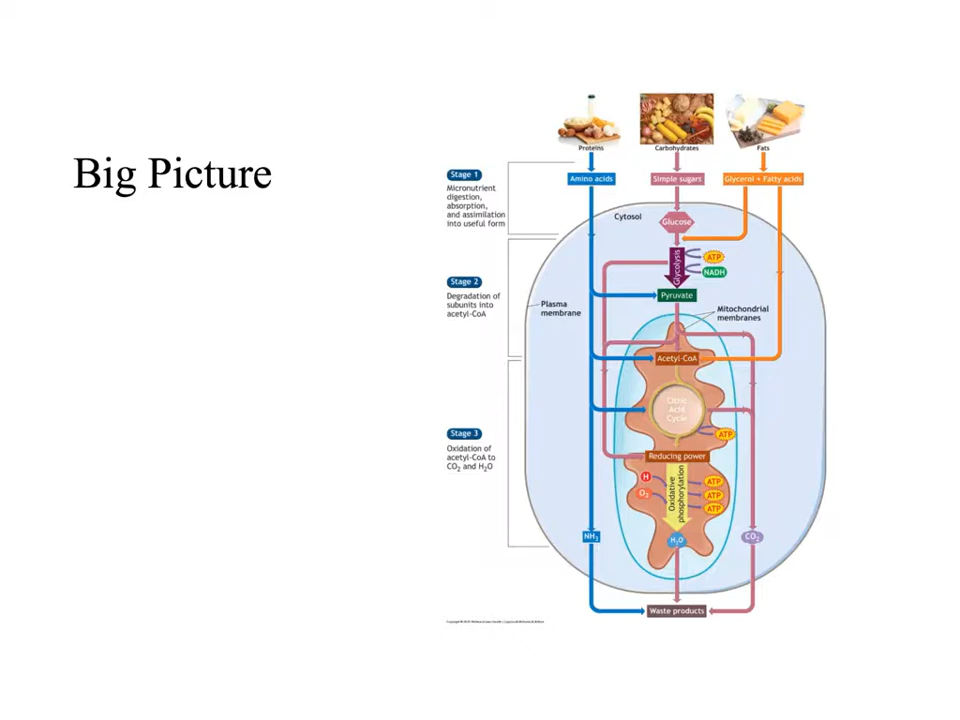 Big Picture
Proteins
Carbohydrates
Fats
Amino acids
Simple sugars
Glycerol + Fatty acids
Stage 1
Micronutrient
digestion,
absorption,
and assimilation
into useful form
Cytosol
Glucose
Glycolysis
ATP
NADH
Stage 2
Degradation of
subunits into
acetyl-CoA
Pyruvate
Plasma
membrane
Mitochondrial
membranes
Acetyl-CoA
Citric
Acid
Cycle
ATP
Stage 3
Oxidation of
acetyl-CoA to
CO₂ and H₂O
Reducing power
H
O₂
Oxidative
phosphorylation
ATP
ATP
ATP
NH₃
H₂O
CO₂
Waste products